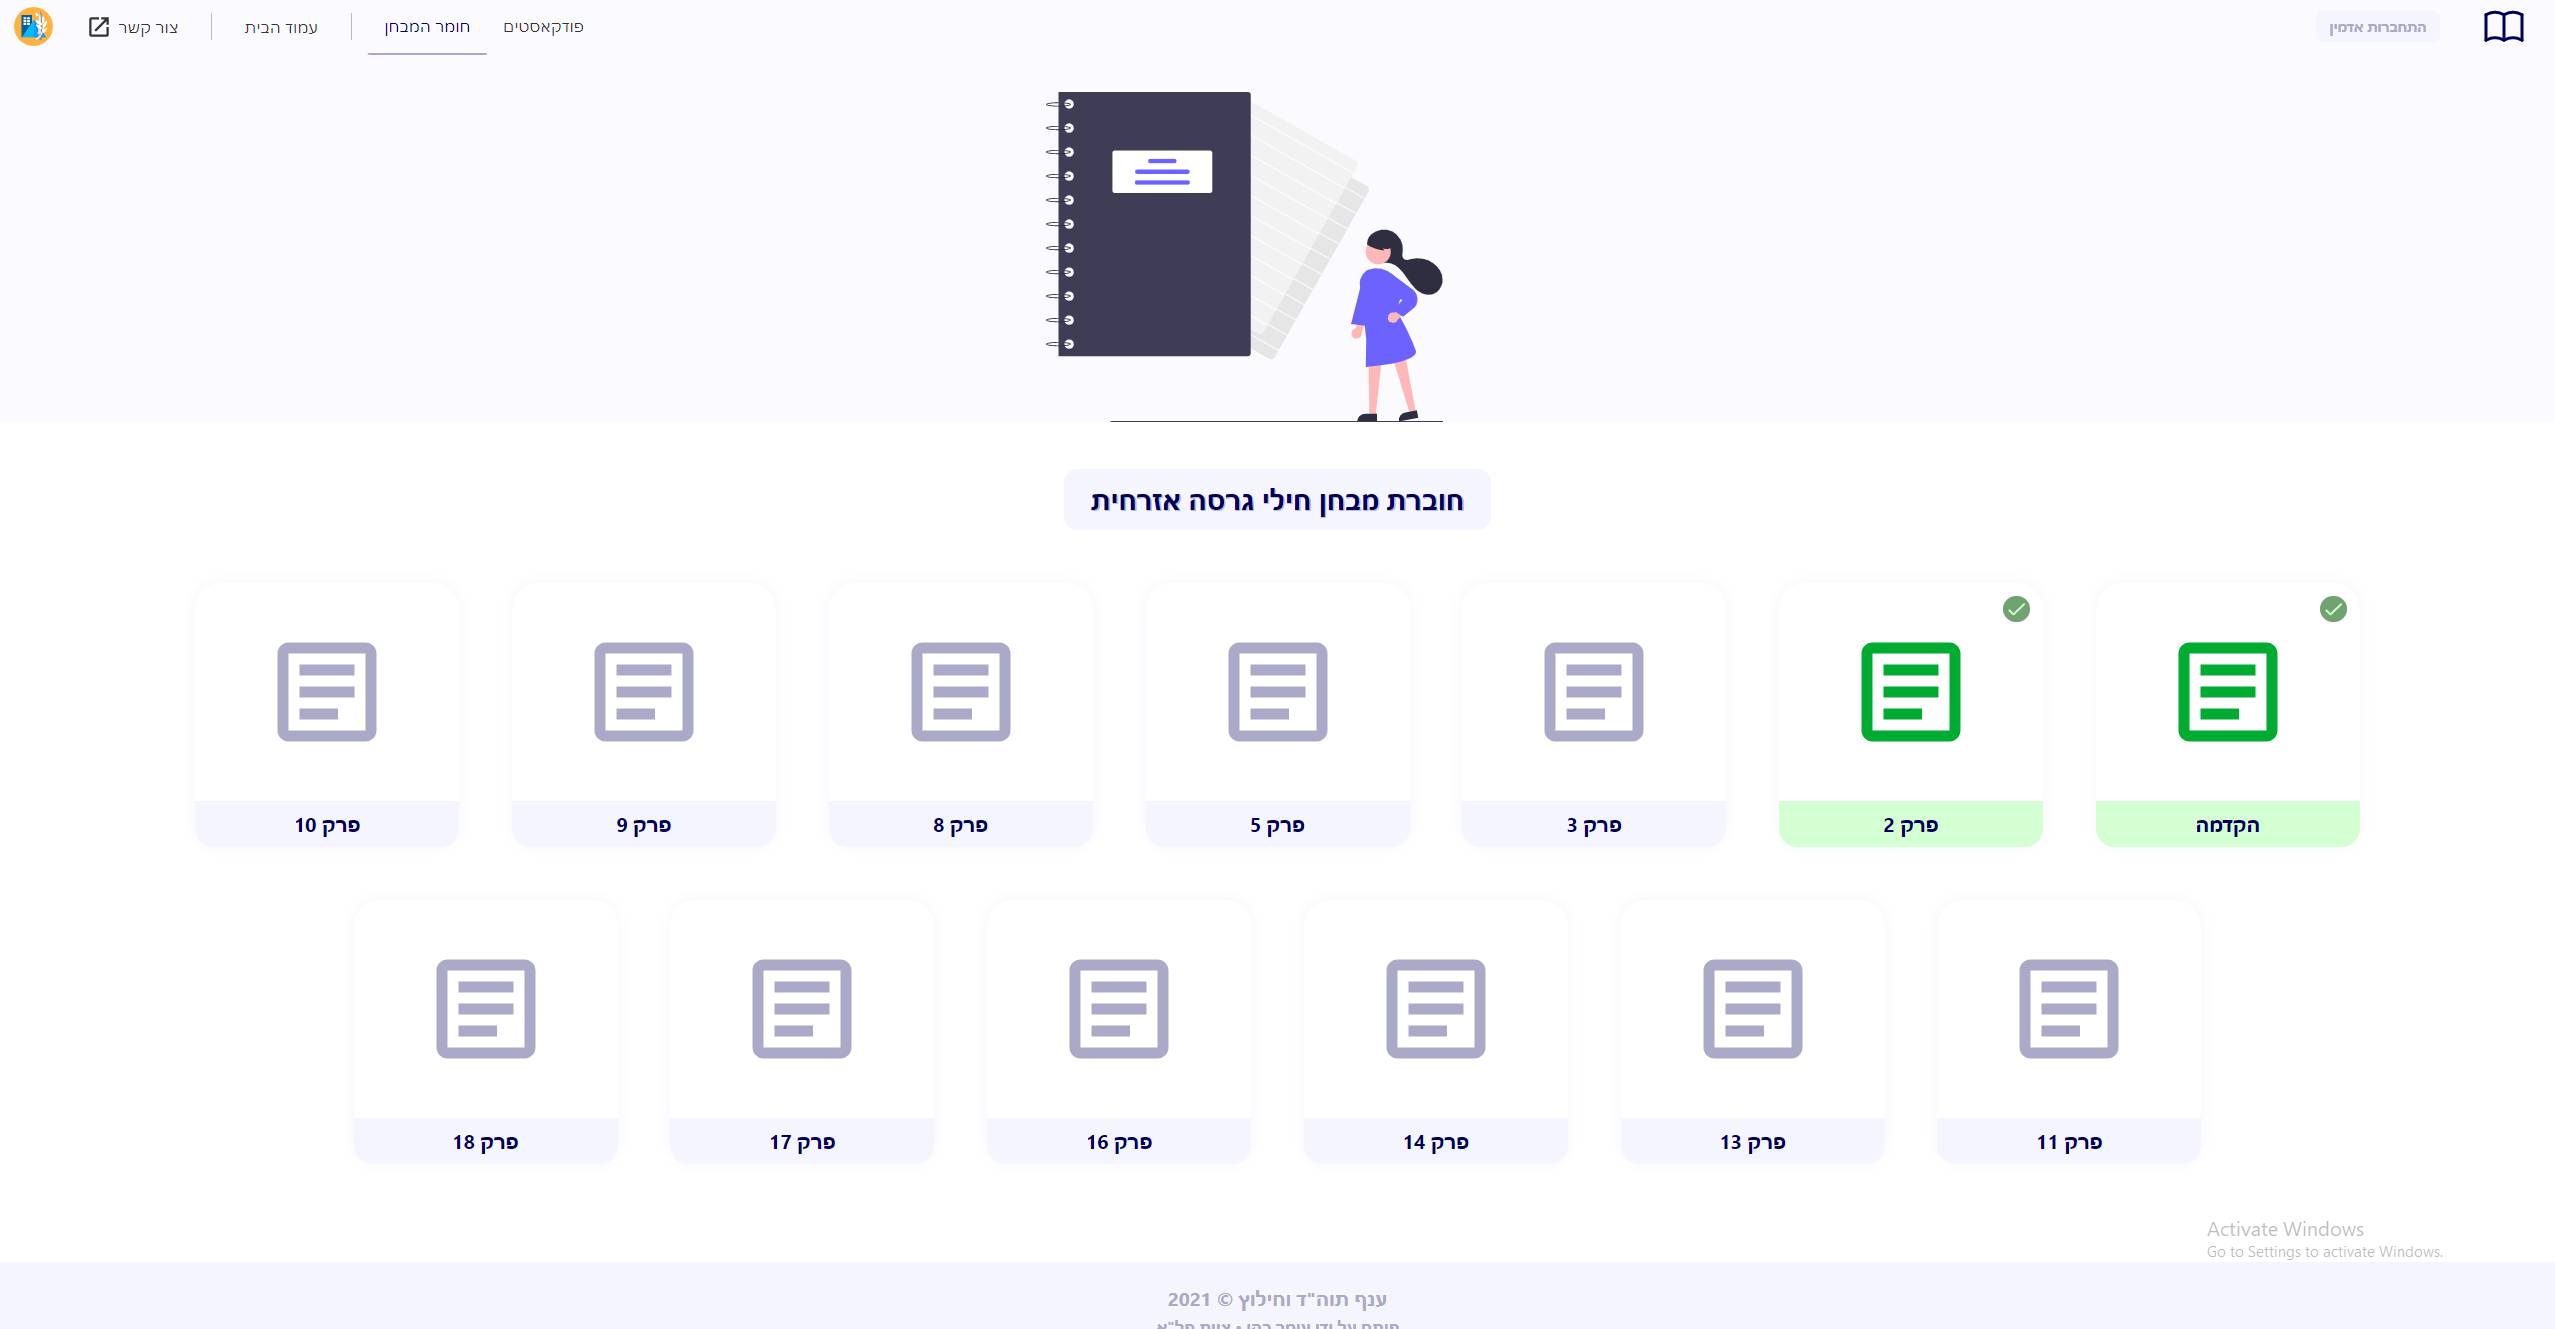 התחברות אדמין
פודקאסטים
חומר המבחן
עמוד הבית
צור קשר
חוברת מבחן חילי גרסה אזרחית
הקדמה
פרק 2
פרק 3
פרק 5
פרק 8
פרק 9
פרק 10
פרק 11
פרק 13
פרק 14
פרק 16
פרק 17
פרק 18
Activate Windows
Go to Settings to activate Windows.
ענף תוה"ד וחילוץ © 2021